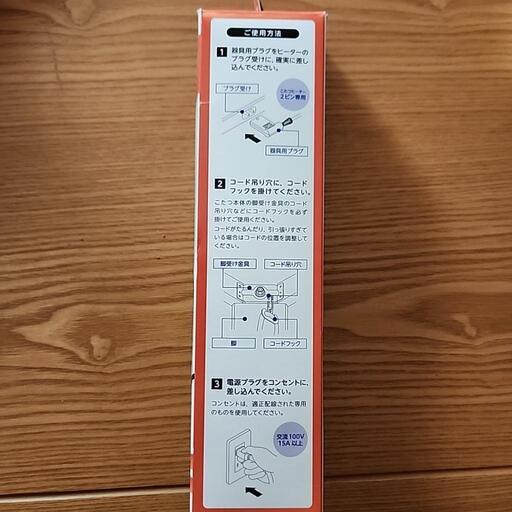 ご使用方法
1 器具用プラグをヒーターの
プラグ受けに、確実に差し
込んでください。
プラグ受け
こたつヒーター
2ピン専用
器具用プラグ
2 コード吊り穴に、コード
フックを掛けてください。
こたつ本体の脚受け金具のコード
吊り穴などにコードフックを必ず
掛けてご使用ください。
コードがたるんだり、引っ張りすぎて
いる場合はコードの位置を調整して
ください。
脚受け金具
コード吊り穴
脚
コードフック
3 電源プラグをコンセントに、
差し込んでください。
コンセントは、適正配線された専用
のものを使用してください。
交流100V
15A以上